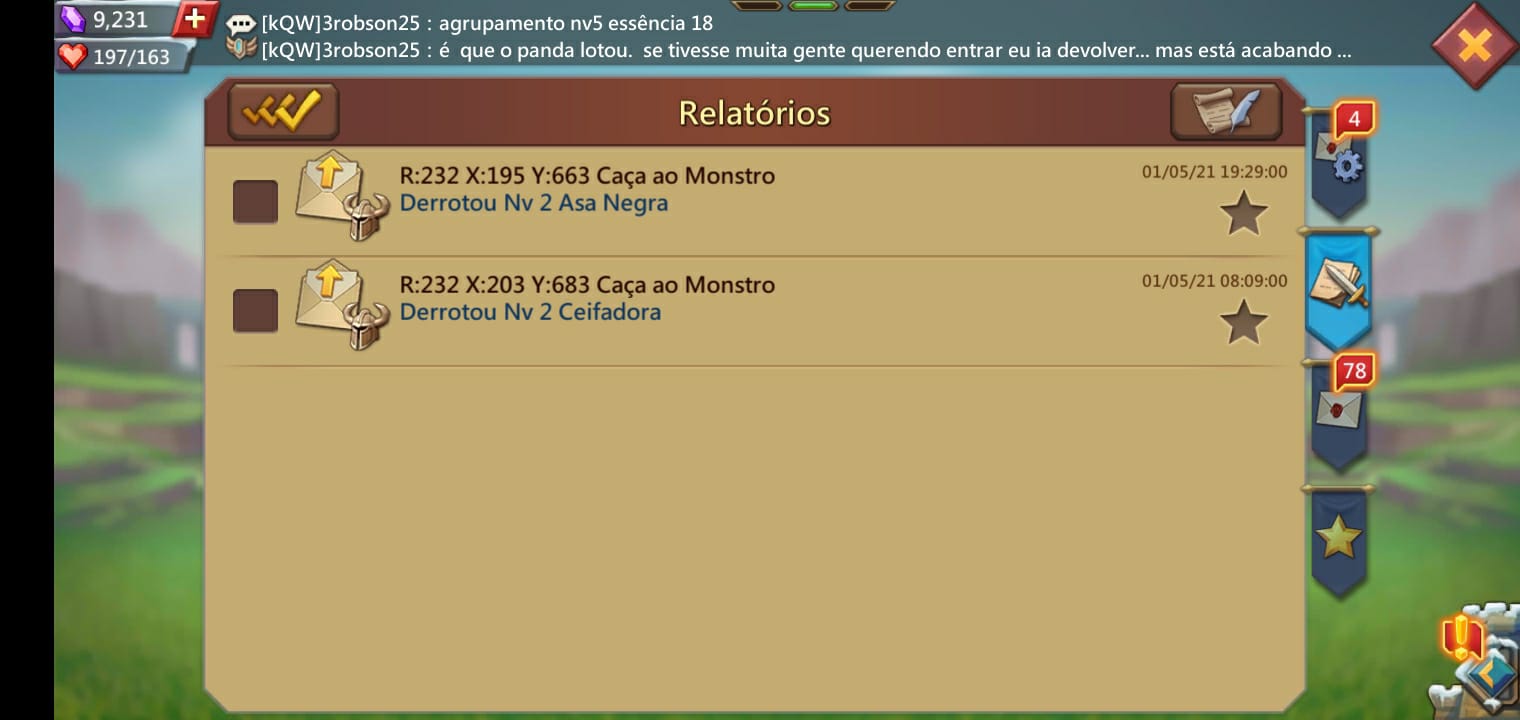 9,231
[kQW]3robson25 : agrupamento nv5 essência 18
197/163
[kQW]3robson25 : é que o panda lotou. se tivesse muita gente querendo entrar eu ia devolver... mas está acabando ...
Relatórios
4
R:232 X:195 Y:663 Caça ao Monstro
01/05/21 19:29:00
Derrotou Nv 2 Asa Negra
R:232 X:203 Y:683 Caça ao Monstro
01/05/21 08:09:00
Derrotou Nv 2 Ceifadora
78